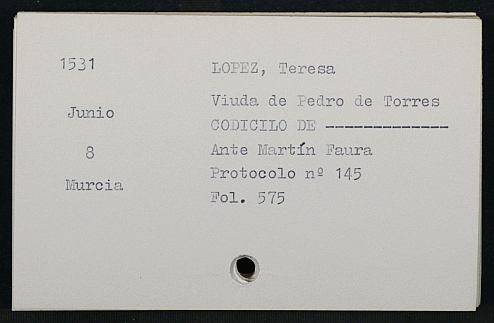 1531
Junio
8
Murcia
LOPEZ, Teresa
Viuda de Pedro de Torres
CODICILO DE -------------
Ante Martín Faura
Protocolo nº 145
Fol. 575